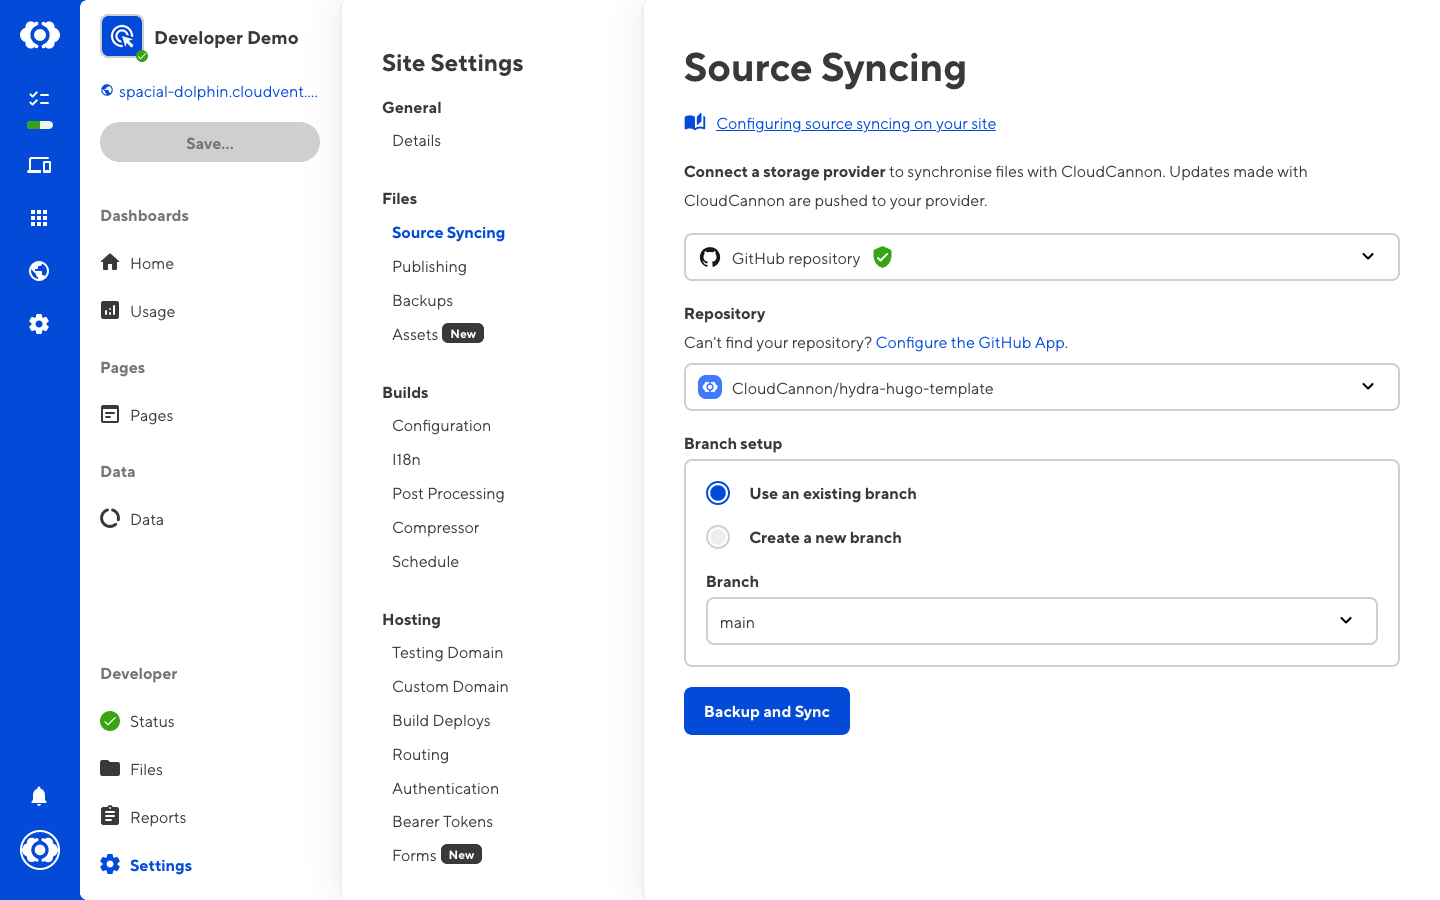 Developer Demo
spacial-dolphin.cloudvent....
Save...
Dashboards
Home
Usage
Pages
Pages
Data
Data
Developer
Status
Files
Reports
Settings
Site Settings
General
Details
Files
Source Syncing
Publishing
Backups
Assets New
Builds
Configuration
I18n
Post Processing
Compressor
Schedule
Hosting
Testing Domain
Custom Domain
Build Deploys
Routing
Authentication
Bearer Tokens
Forms New
Source Syncing
Configuring source syncing on your site
Connect a storage provider to synchronise files with CloudCannon. Updates made with
CloudCannon are pushed to your provider.
GitHub repository
Repository
Can't find your repository? Configure the GitHub App.
CloudCannon/hydra-hugo-template
Branch setup
Use an existing branch
Create a new branch
Branch
main
Backup and Sync